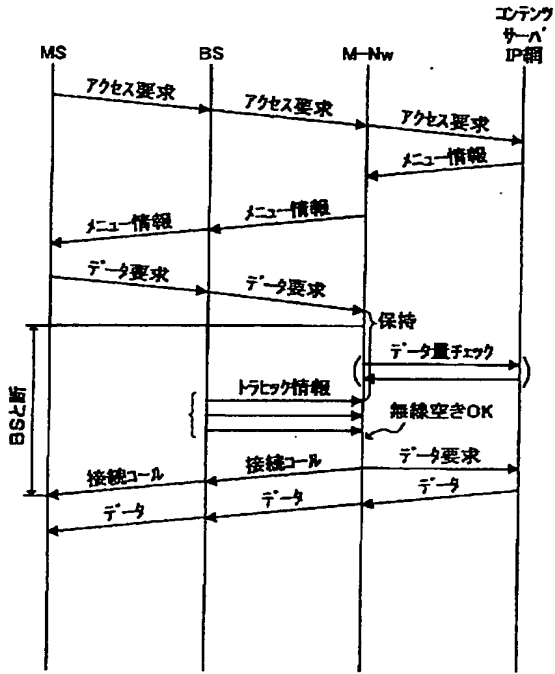 コンテンツ
サーバ
MS
BS
M-Nw
IP網
アクセス要求
アクセス要求
アクセス要求
メニュー情報
メニュー情報
メニュー情報
データ要求
データ要求
保持
データ量チェック
トラヒック情報
無線空きOK
BSと断
接続コール
接続コール
データ要求
データ
データ
データ